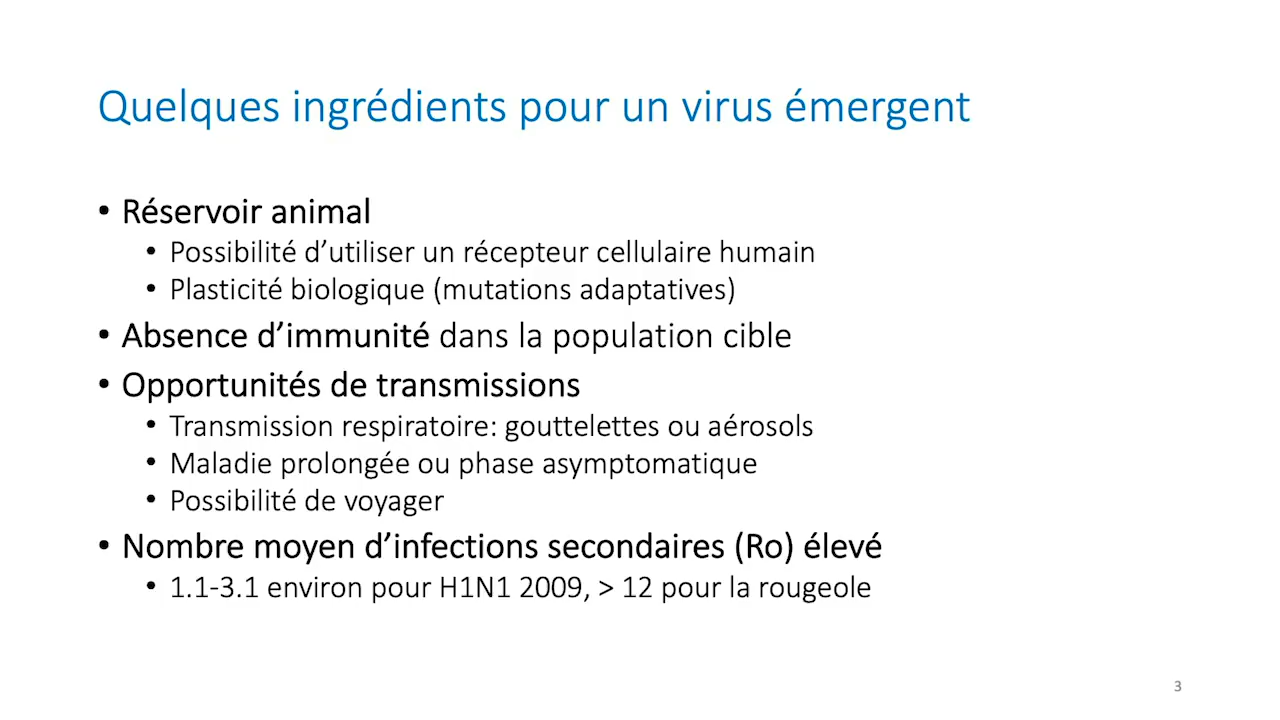 Quelques ingrédients pour un virus émergent
• Réservoir animal
• Possibilité d’utiliser un récepteur cellulaire humain
• Plasticité biologique (mutations adaptatives)
• Absence d’immunité dans la population cible
• Opportunités de transmissions
• Transmission respiratoire: gouttelettes ou aérosols
• Maladie prolongée ou phase asymptomatique
• Possibilité de voyager
• Nombre moyen d’infections secondaires (Ro) élevé
• 1.1-3.1 environ pour H1N1 2009, > 12 pour la rougeole
3